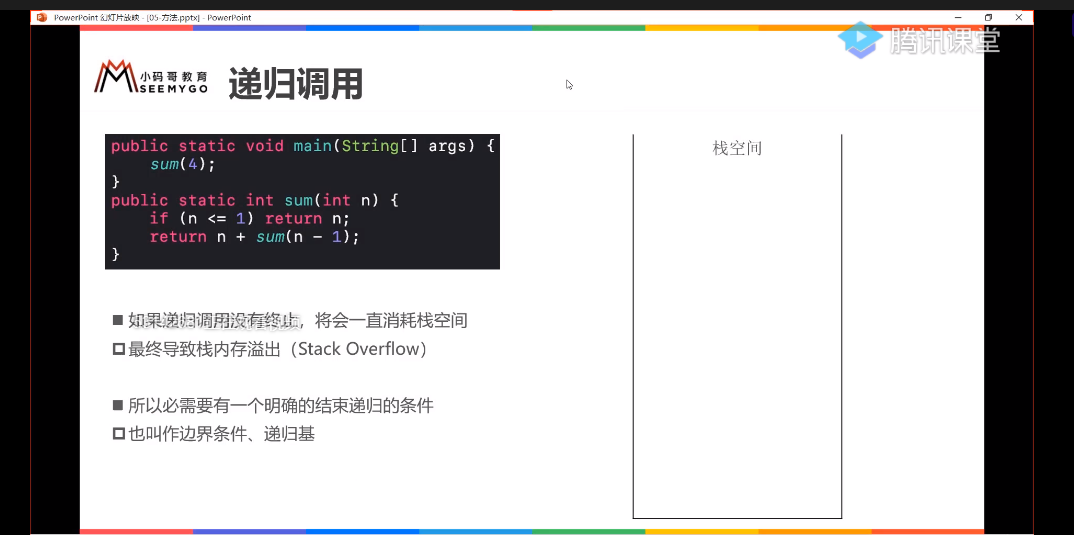 PowerPoint 幻灯片放映 - [05-方法.pptx] - PowerPoint
腾讯课堂
小码哥教育
SEEMYGO
递归调用
public static void main(String[] args) {
sum(4);
}
public static int sum(int n) {
if (n <= 1) return n;
return n + sum(n - 1);
}
栈空间
如果递归调用没有终止，将会一直消耗栈空间
最终导致栈内存溢出（Stack Overflow）
所以必需要有一个明确的结束递归的条件
也叫作边界条件、递归基